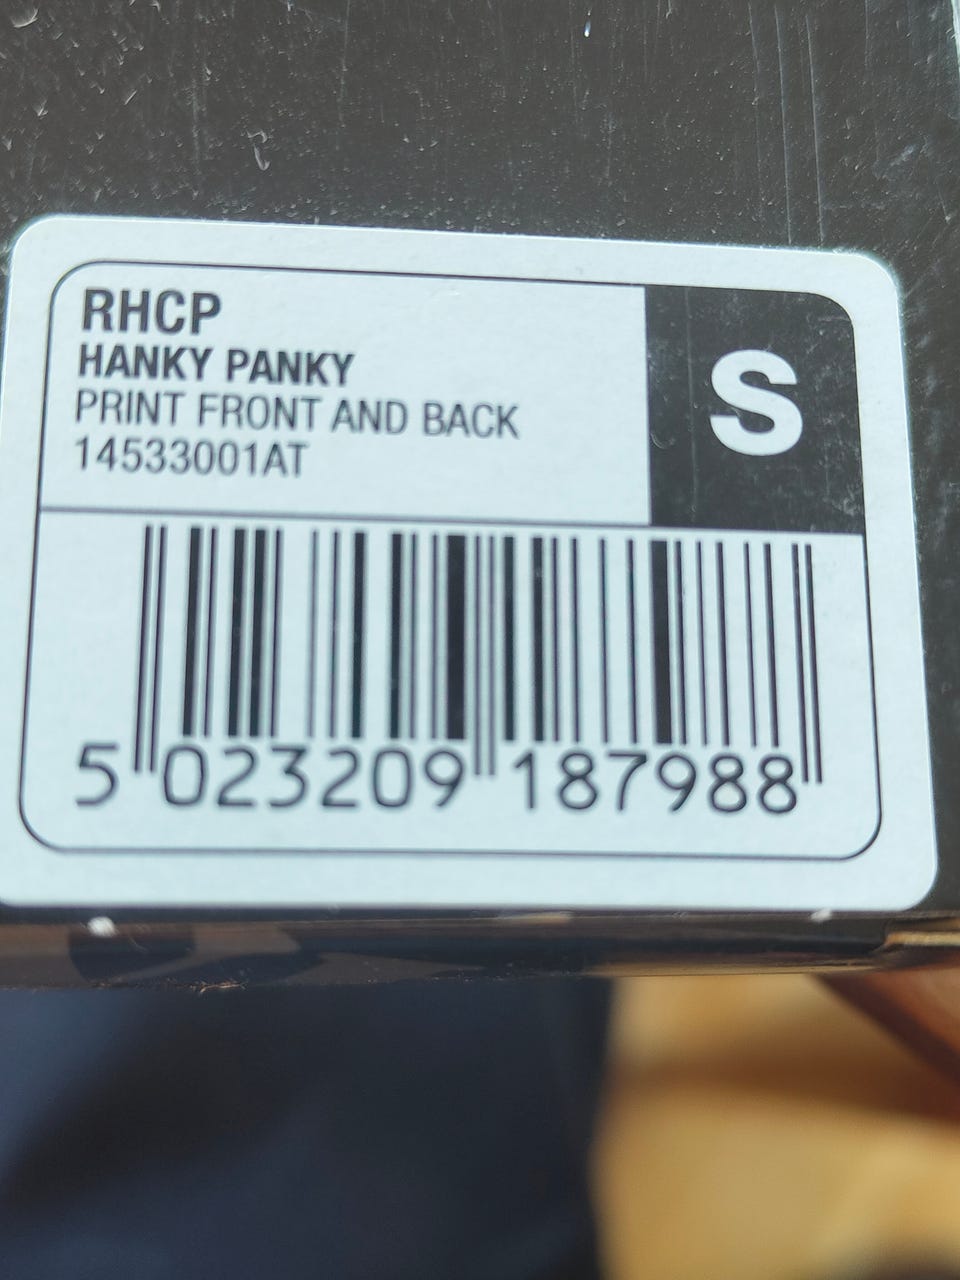 RHCP
HANKY PANKY
PRINT FRONT AND BACK
14533001AT
S
5 023209 187988